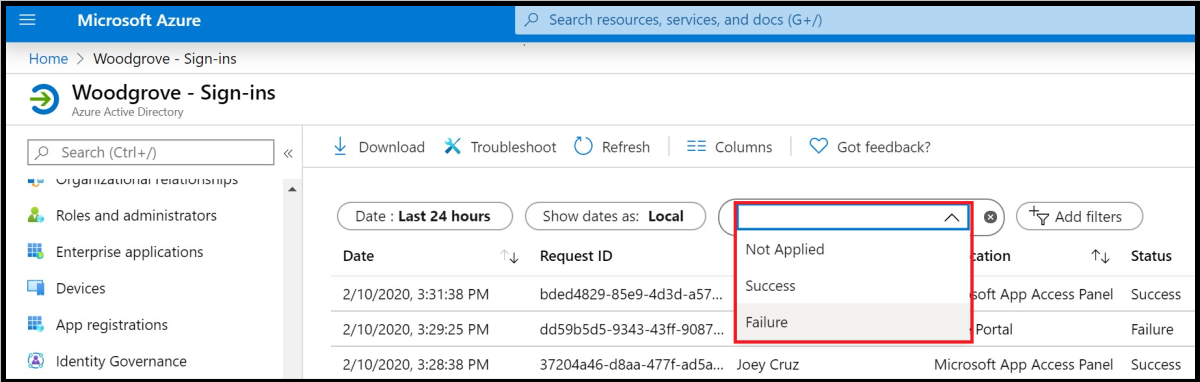 Microsoft Azure
Search resources, services, and docs (G+/)
Home > Woodgrove - Sign-ins
Woodgrove - Sign-ins
Azure Active Directory
Search (Ctrl+/)
«
Organizational relationships
Roles and administrators
Enterprise applications
Devices
App registrations
Identity Governance
Download Troubleshoot Refresh Columns Got feedback?
Date : Last 24 hours Show dates as: Local Add filters
Not Applied
Success
Failure
Date Request ID cation Status
2/10/2020, 3:31:38 PM bded4829-85e9-4d3d-a57... soft App Access Panel Success
2/10/2020, 3:29:25 PM dd59b5d5-9343-43ff-9087... Portal Failure
2/10/2020, 3:28:38 PM 37204a46-d8aa-477f-ad5a... Joey Cruz Microsoft App Access Panel Success